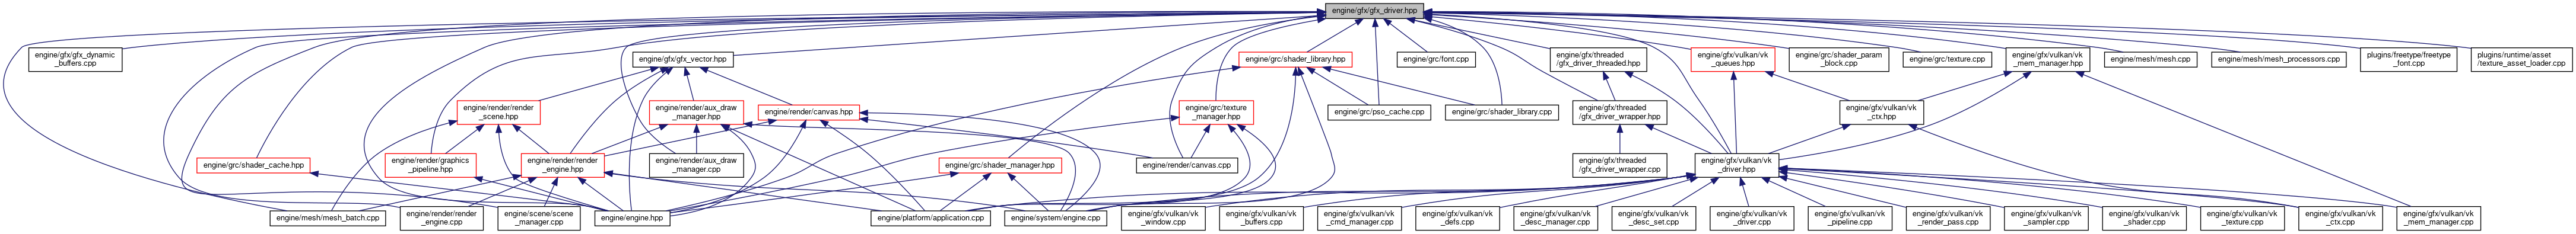 engine/gfx/gfx_driver.hpp
engine/gfx/gfx_dynamic
_buffers.cpp
engine/gfx/gfx_vector.hpp
engine/grc/shader_library.hpp
engine/grc/font.cpp
engine/gfx/threaded
/gfx_driver_threaded.hpp
engine/gfx/vulkan/vk
_queues.hpp
engine/grc/shader_param
_block.cpp
engine/grc/texture.cpp
engine/gfx/vulkan/vk
_mem_manager.hpp
engine/mesh/mesh.cpp
engine/mesh/mesh_processors.cpp
plugins/freetype/freetype
_font.cpp
plugins/runtime/asset
/texture_asset_loader.cpp
engine/render/render
_scene.hpp
engine/render/aux_draw
_manager.hpp
engine/render/canvas.hpp
engine/grc/texture
_manager.hpp
engine/grc/pso_cache.cpp
engine/grc/shader_library.cpp
engine/gfx/threaded
/gfx_driver_wrapper.hpp
engine/gfx/vulkan/vk
_ctx.hpp
engine/grc/shader_cache.hpp
engine/render/graphics
_pipeline.hpp
engine/render/render
_engine.hpp
engine/render/aux_draw
_manager.cpp
engine/grc/shader_manager.hpp
engine/render/canvas.cpp
engine/gfx/threaded
/gfx_driver_wrapper.cpp
engine/gfx/vulkan/vk
_driver.hpp
engine/mesh/mesh_batch.cpp
engine/render/render
_engine.cpp
engine/scene/scene
_manager.cpp
engine/engine.hpp
engine/platform/application.cpp
engine/system/engine.cpp
engine/gfx/vulkan/vk
_window.cpp
engine/gfx/vulkan/vk
_buffers.cpp
engine/gfx/vulkan/vk
_cmd_manager.cpp
engine/gfx/vulkan/vk
_defs.cpp
engine/gfx/vulkan/vk
_desc_manager.cpp
engine/gfx/vulkan/vk
_desc_set.cpp
engine/gfx/vulkan/vk
_driver.cpp
engine/gfx/vulkan/vk
_pipeline.cpp
engine/gfx/vulkan/vk
_render_pass.cpp
engine/gfx/vulkan/vk
_sampler.cpp
engine/gfx/vulkan/vk
_shader.cpp
engine/gfx/vulkan/vk
_texture.cpp
engine/gfx/vulkan/vk
_ctx.cpp
engine/gfx/vulkan/vk
_mem_manager.cpp